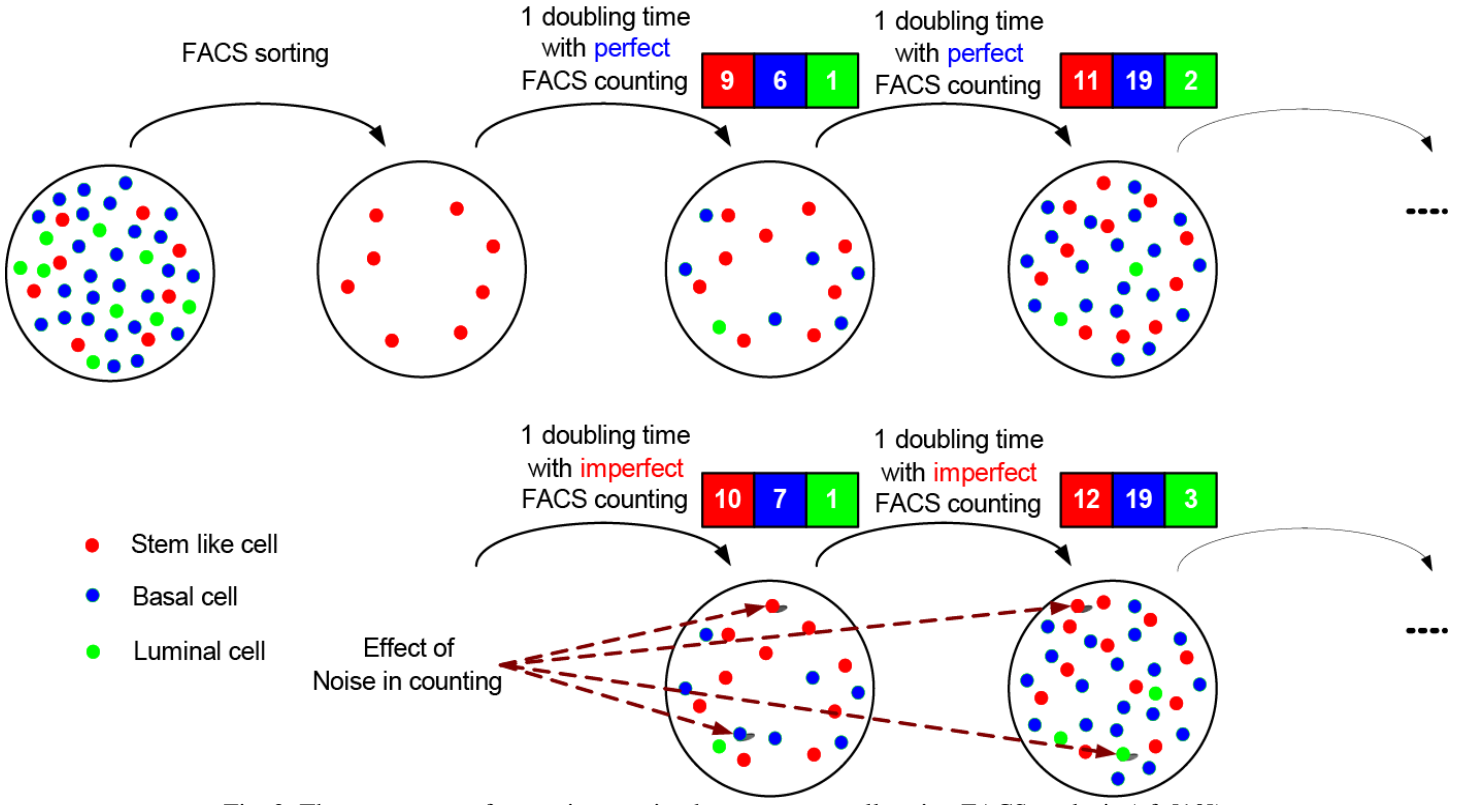 FACS sorting
1 doubling time
with perfect
FACS counting
9 6 1
1 doubling time
with perfect
FACS counting
11 19 2
1 doubling time
with imperfect
FACS counting
10 7 1
1 doubling time
with imperfect
FACS counting
12 19 3
Stem like cell
Basal cell
Luminal cell
Effect of
Noise in counting